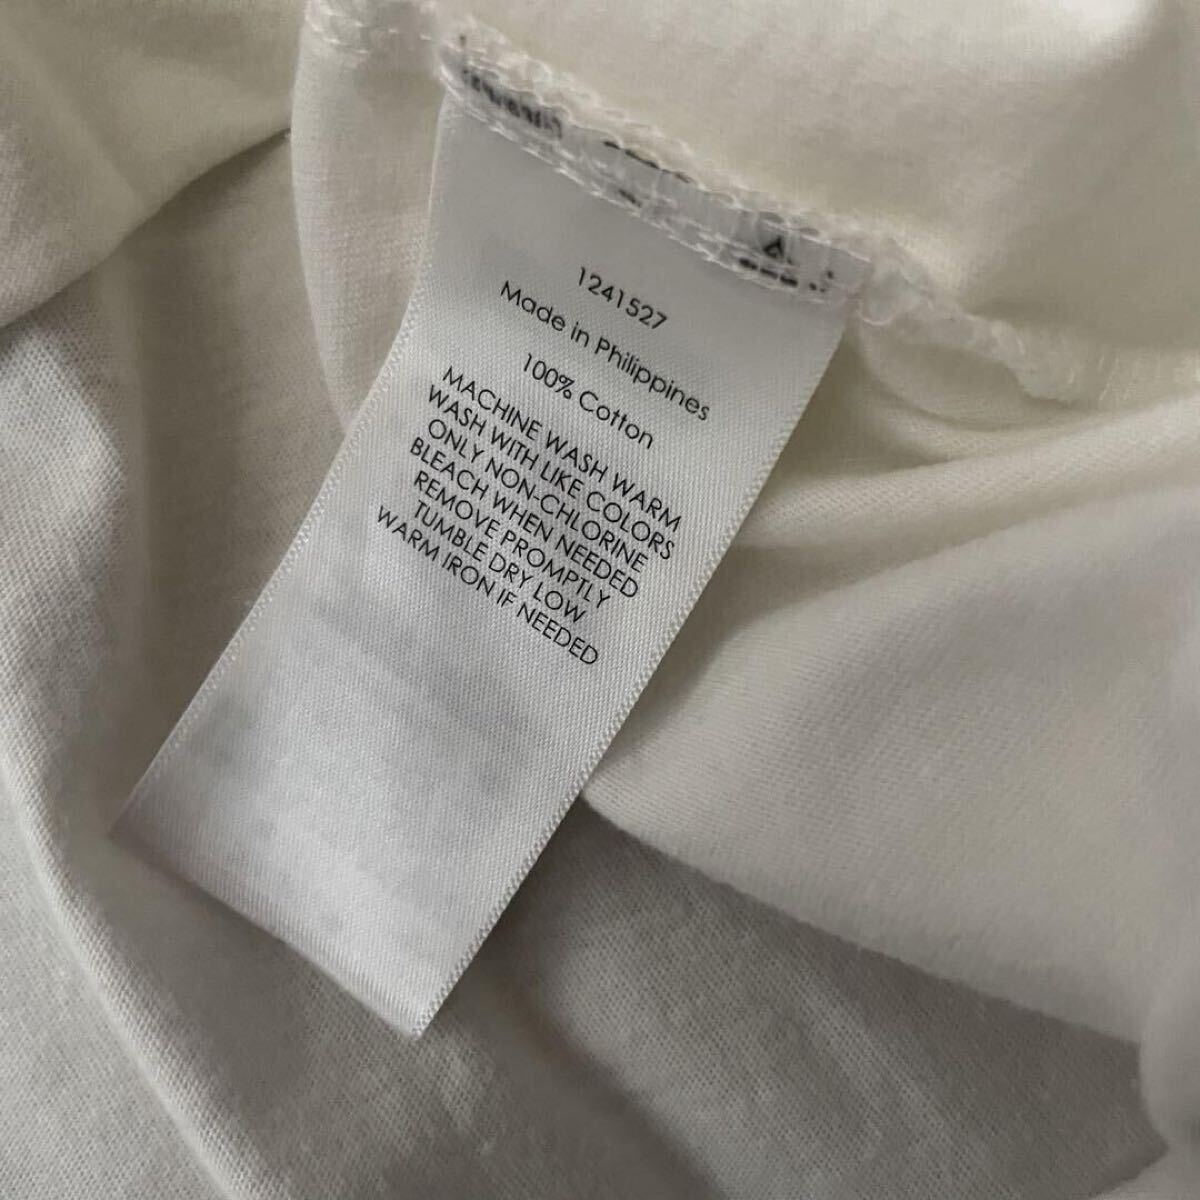 1241527
Made in Philippines
100% Cotton
MACHINE WASH WARM
WASH WITH LIKE COLORS
ONLY NON-CHLORINE
BLEACH WHEN NEEDED
REMOVE PROMPTLY
TUMBLE DRY LOW
WARM IRON IF NEEDED